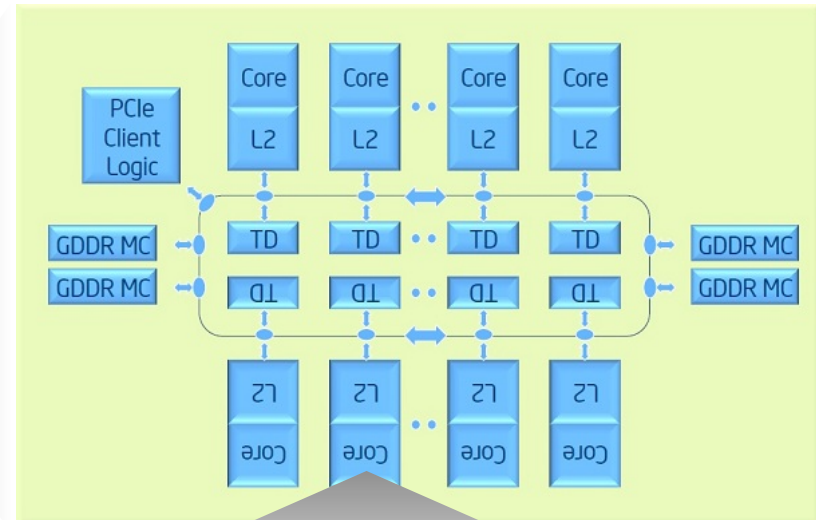 Core Core Core Core
PCIe
Client
Logic
L2 L2 L2 L2
GDDR MC TD TD TD TD GDDR MC
GDDR MC TD TD TD TD GDDR MC
L2 L2 L2 L2
Core Core Core Core